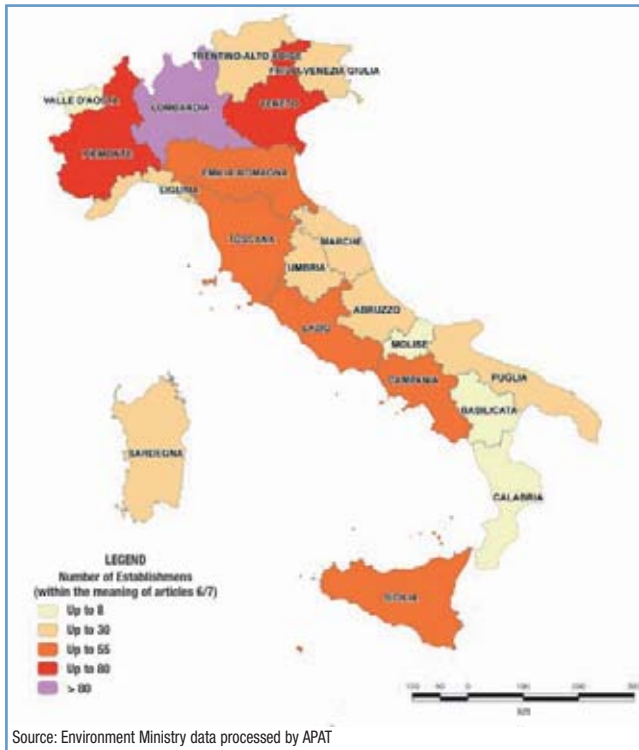 TRENTINO-ALTO ADIGE
FRIULI-VENEZIA GIULIA
VALLE D'AOSTA
LOMBARDIA
VENETO
PIEMONTE
EMILIA ROMAGNA
LIGURIA
TOSCANA
MARCHE
UMBRIA
ABRUZZO
LAZIO
MOLISE
CAMPANIA
PUGLIA
BASILICATA
SARDEGNA
CALABRIA
SICILIA
LEGEND
Number of Establishmens
(within the meaning of articles 6/7)
Up to 8
Up to 30
Up to 55
Up to 80
> 80
Source: Environment Ministry data processed by APAT